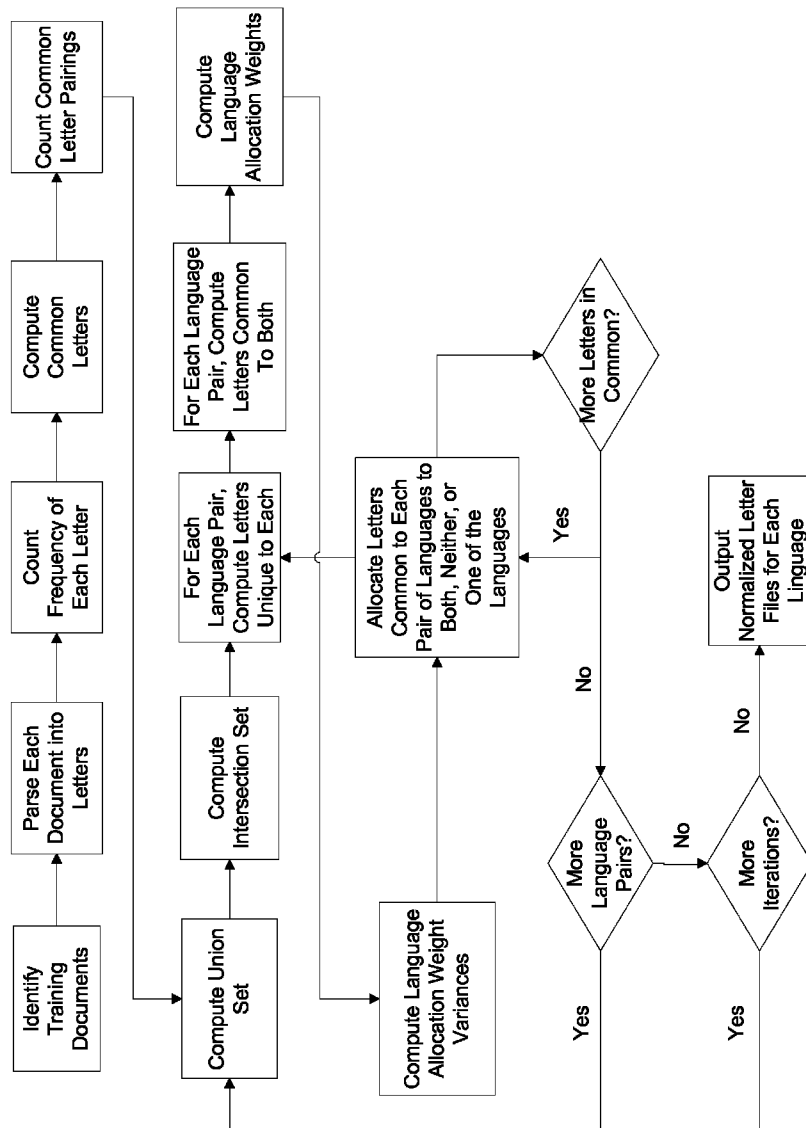 Identify
Training
Documents
Parse Each
Document into
Letters
Count
Frequency of
Each Letter
Compute
Common
Letters
Count Common
Letter Pairings
Compute Union
Set
Compute
Intersection Set
For Each
Language Pair,
Compute Letters
Unique to Each
For Each Language
Pair, Compute
Letters Common
To Both
Compute
Language
Allocation Weights
Compute Language
Allocation Weight
Variances
Allocate Letters
Common to Each
Pair of Languages to
Both, Neither, or
One of the
Languages
More Letters in
Common?
Yes
No
More
Language
Pairs?
Yes
No
More
Iterations?
Yes
No
Output
Normalized Letter
Files for Each
Linguage